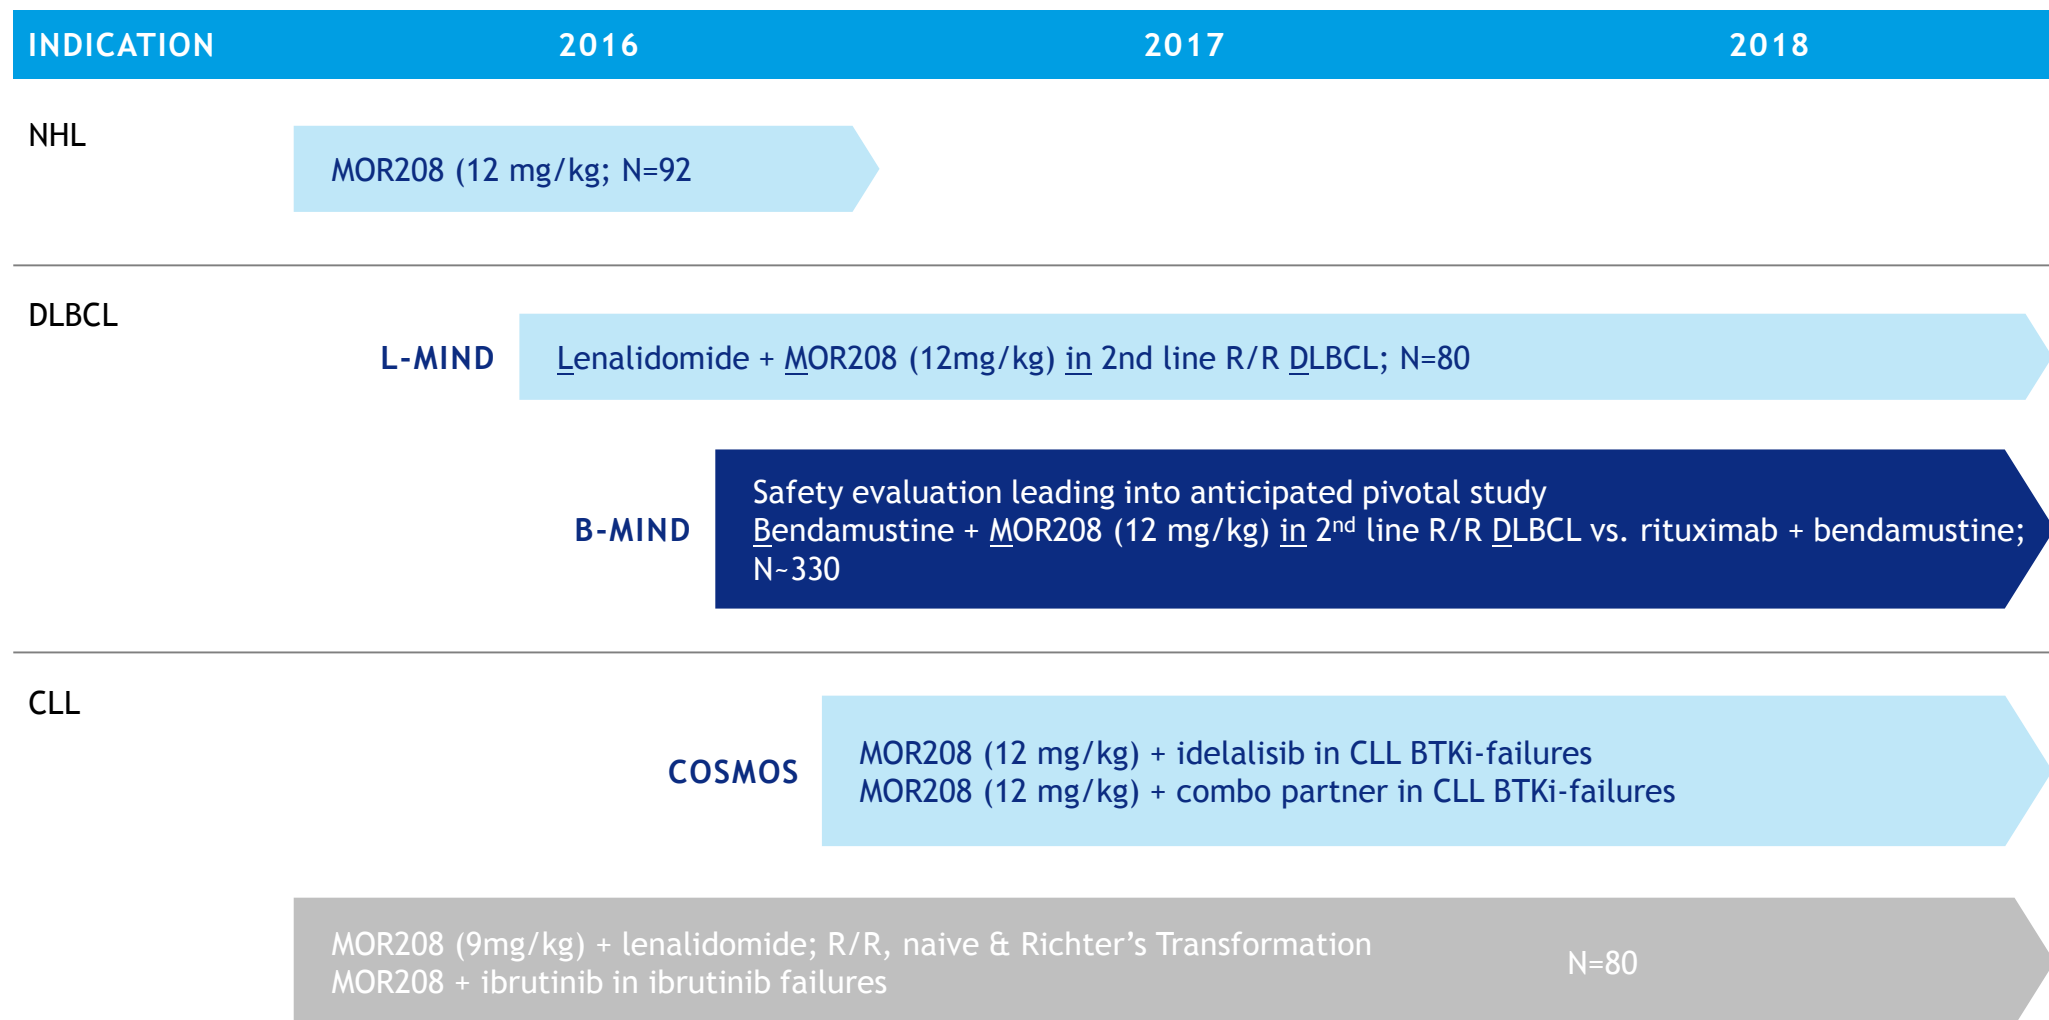 INDICATION 2016 2017 2018
NHL
MOR208 (12 mg/kg; N=92
DLBCL
L-MIND Lenalidomide + MOR208 (12mg/kg) in 2nd line R/R DLBCL; N=80
B-MIND
Safety evaluation leading into anticipated pivotal study
Bendamustine + MOR208 (12 mg/kg) in 2nd line R/R DLBCL vs. rituximab + bendamustine;
N~330
CLL
COSMOS
MOR208 (12 mg/kg) + idelalisib in CLL BTKi-failures
MOR208 (12 mg/kg) + combo partner in CLL BTKi-failures
MOR208 (9mg/kg) + lenalidomide; R/R, naive & Richter’s Transformation
MOR208 + ibrutinib in ibrutinib failures
N=80